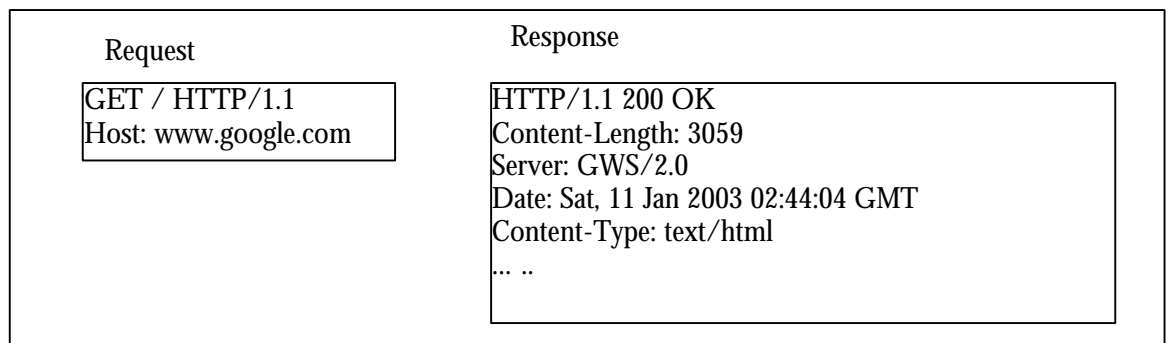 Request
GET / HTTP/1.1
Host: www.google.com
Response
HTTP/1.1 200 OK
Content-Length: 3059
Server: GWS/2.0
Date: Sat, 11 Jan 2003 02:44:04 GMT
Content-Type: text/html
... ..